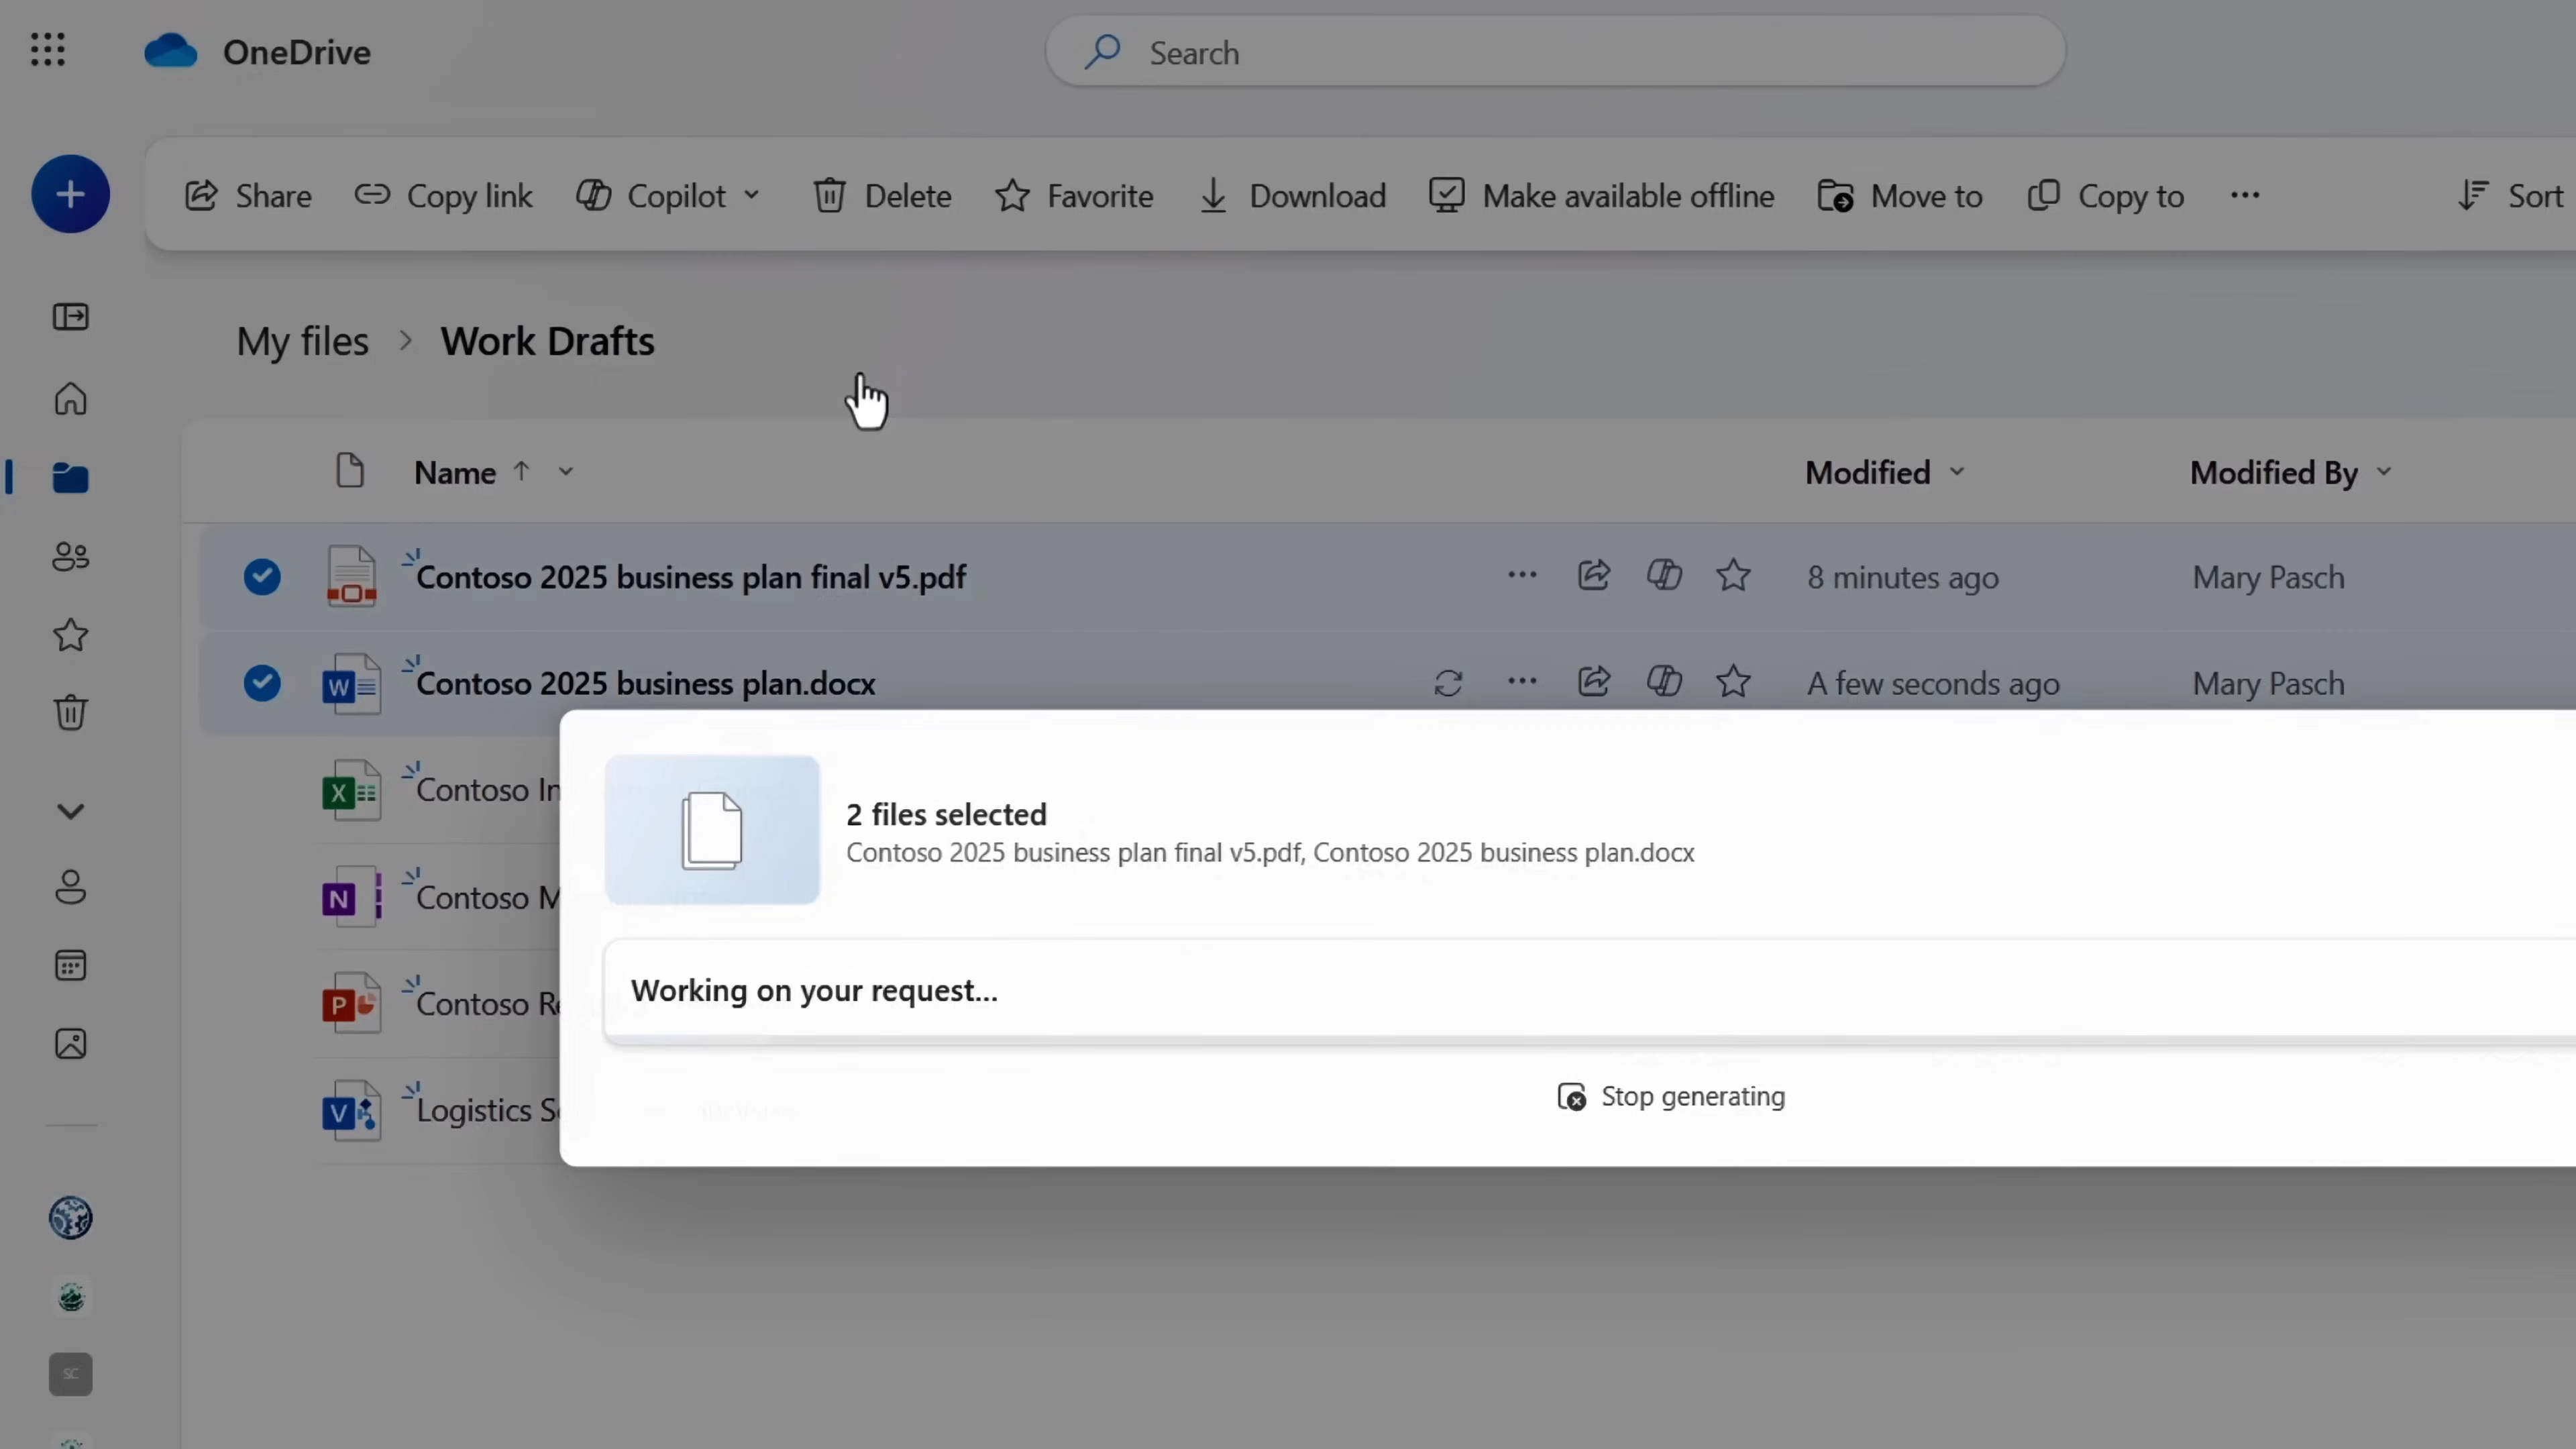 OneDrive
Search
Share Copy link Copilot Delete Favorite Download Make available offline Move to Copy to ... Sort
My files > Work Drafts
Name Modified Modified By
Contoso 2025 business plan final v5.pdf 8 minutes ago Mary Pasch
Contoso 2025 business plan.docx A few seconds ago Mary Pasch
Contoso
Contoso
Contoso
Logistics
2 files selected
Contoso 2025 business plan final v5.pdf, Contoso 2025 business plan.docx
Working on your request...
Stop generating
SC